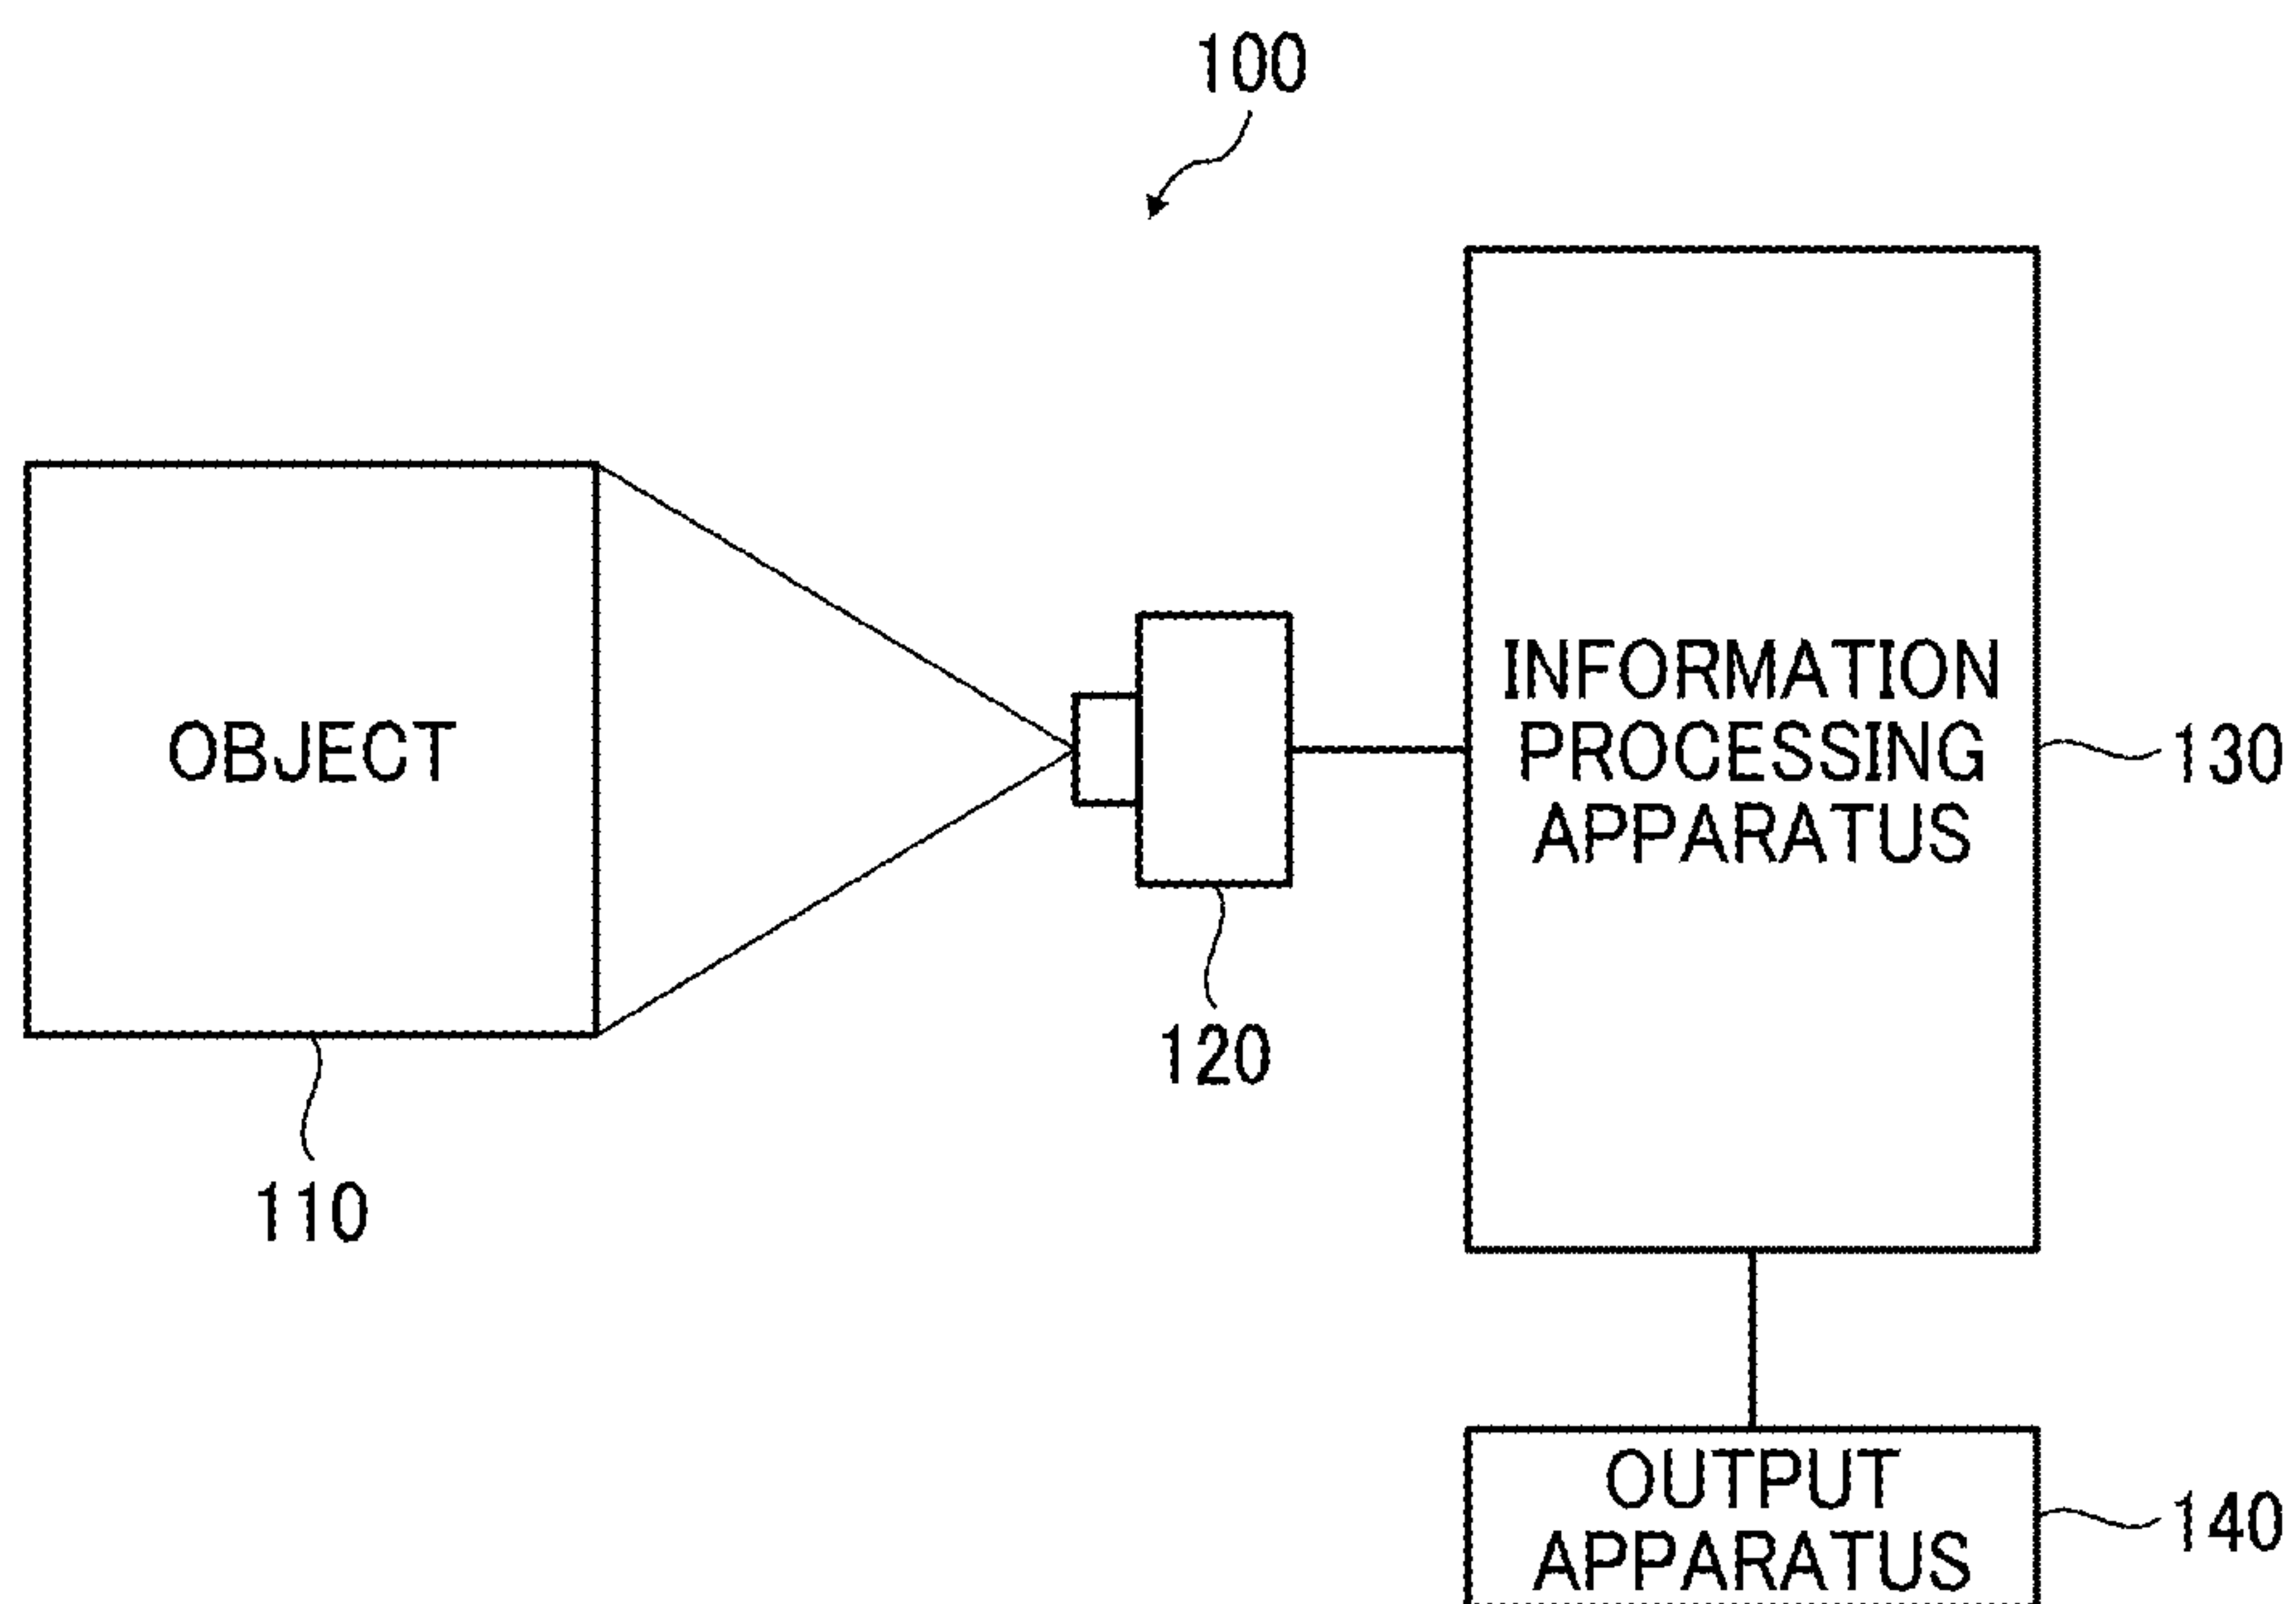 100
OBJECT
INFORMATION
PROCESSING
APPARATUS
130
120
110
OUTPUT
APPARATUS
140